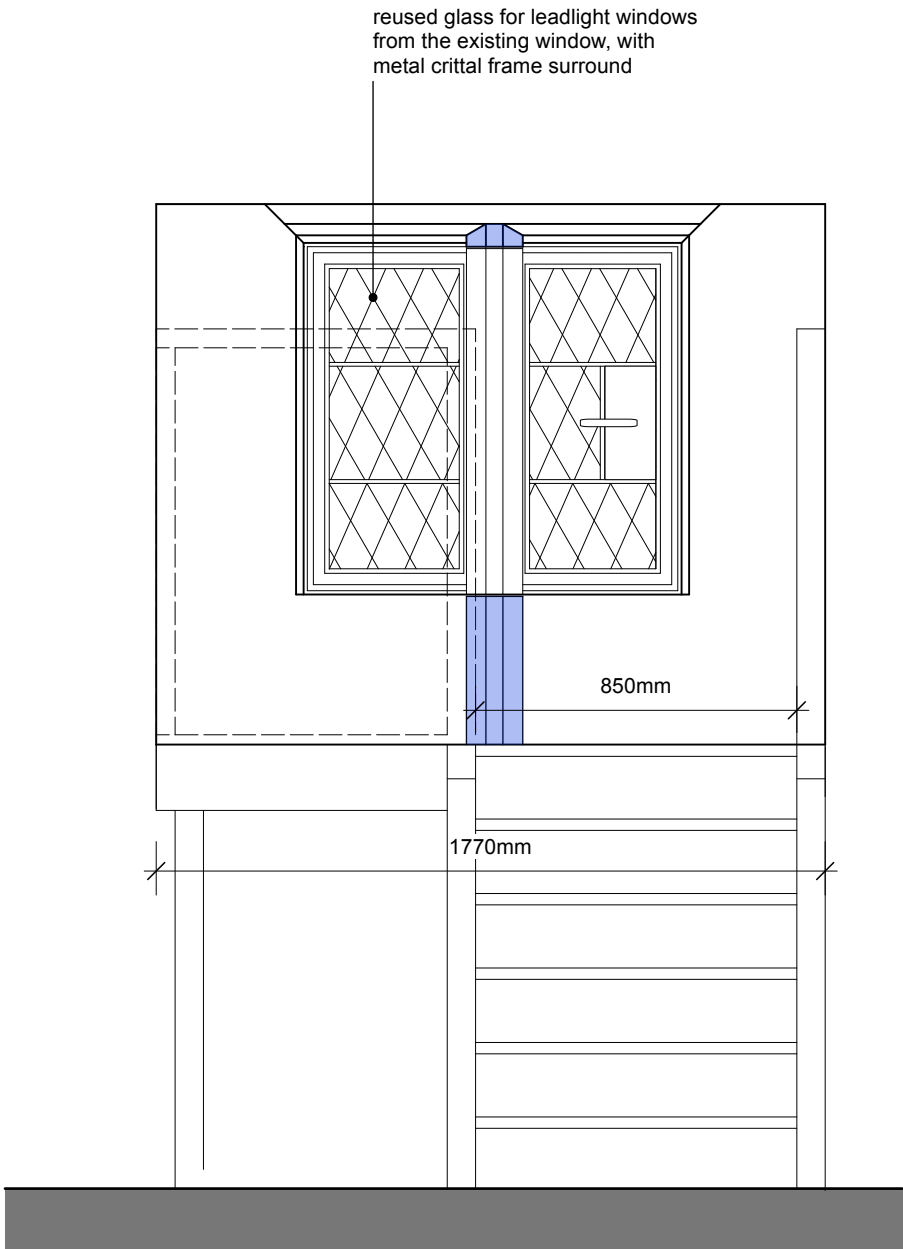 reused glass for leadlight windows
from the existing window, with
metal crittal frame surround
850mm
1770mm